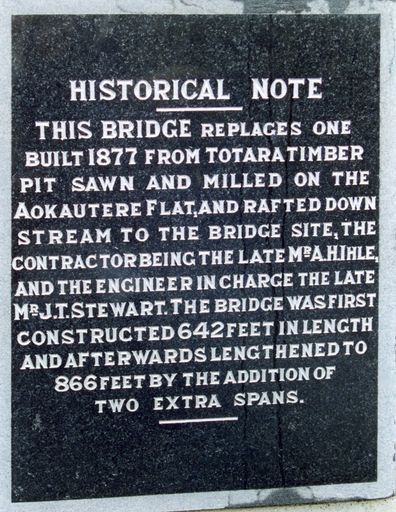 HISTORICAL NOTE
THIS BRIDGE REPLACES ONE
BUILT 1877 FROM TOTARA TIMBER
PIT SAWN AND MILLED ON THE
AOKAUTERE FLAT, AND RAFTED DOWN
STREAM TO THE BRIDGE SITE, THE
CONTRACTOR BEING THE LATE MR A.H. IHLE,
AND THE ENGINEER IN CHARGE THE LATE
MR J.T. STEWART. THE BRIDGE WAS FIRST
CONSTRUCTED 642 FEET IN LENGTH
AND AFTERWARDS LENGTHENED TO
866 FEET BY THE ADDITION OF
TWO EXTRA SPANS.